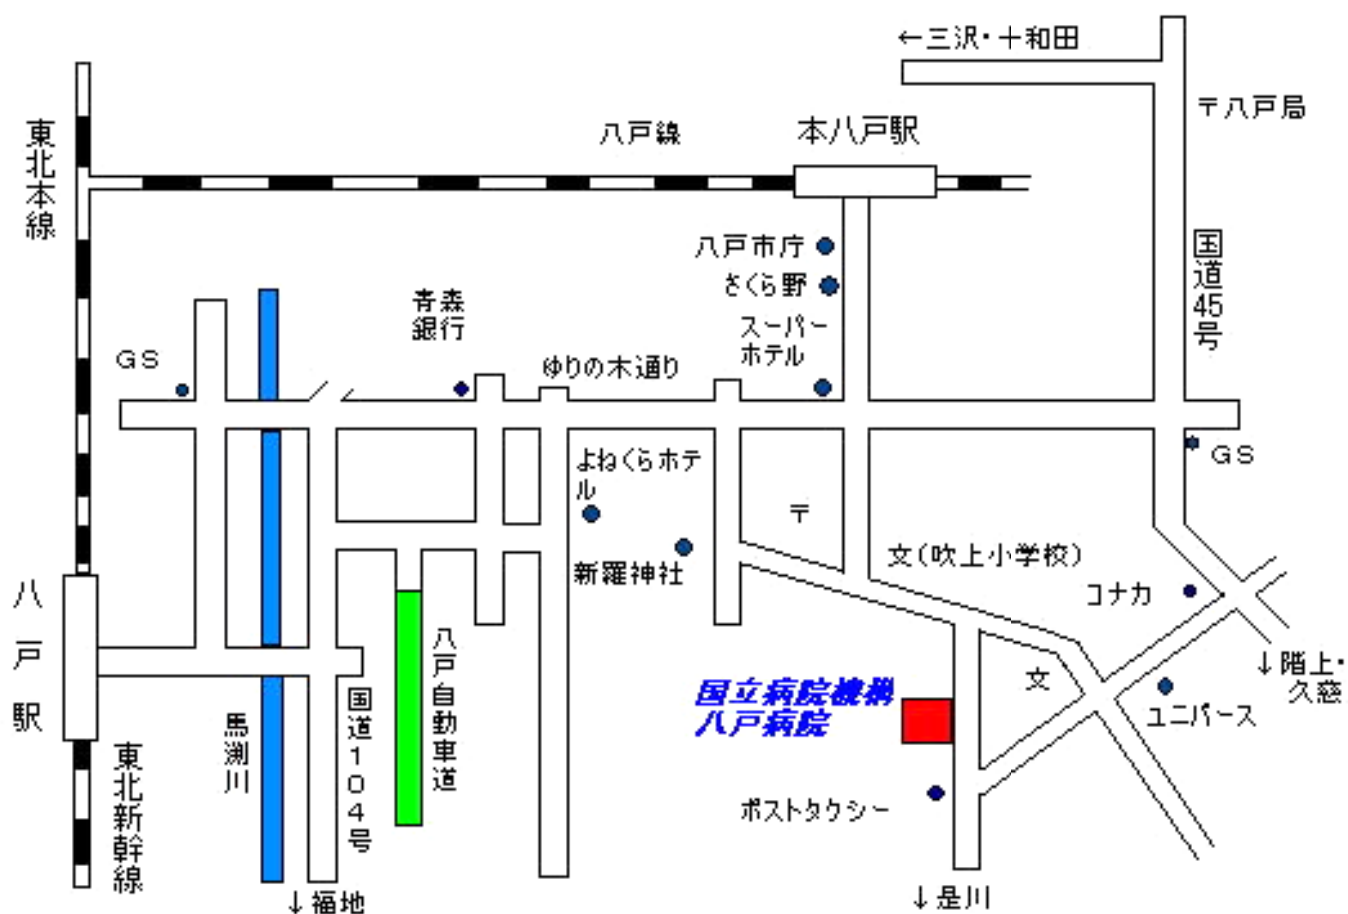 ←三沢・十和田
〒八戸局
八戸線
本八戸駅
東北本線
国道45号
八戸市庁
さくら野
スーパー
ホテル
青森
銀行
GS
ゆりの木通り
GS
よねくらホテ
ル
〒
新羅神社
文(吹上小学校)
コナカ
八戸駅
八戸自動車道
文
↓階上・
久慈
国立病院機構
八戸病院
ユニバース
馬淵川
国道104号
東北新幹線
ポストタクシー
↓福地
↓是川